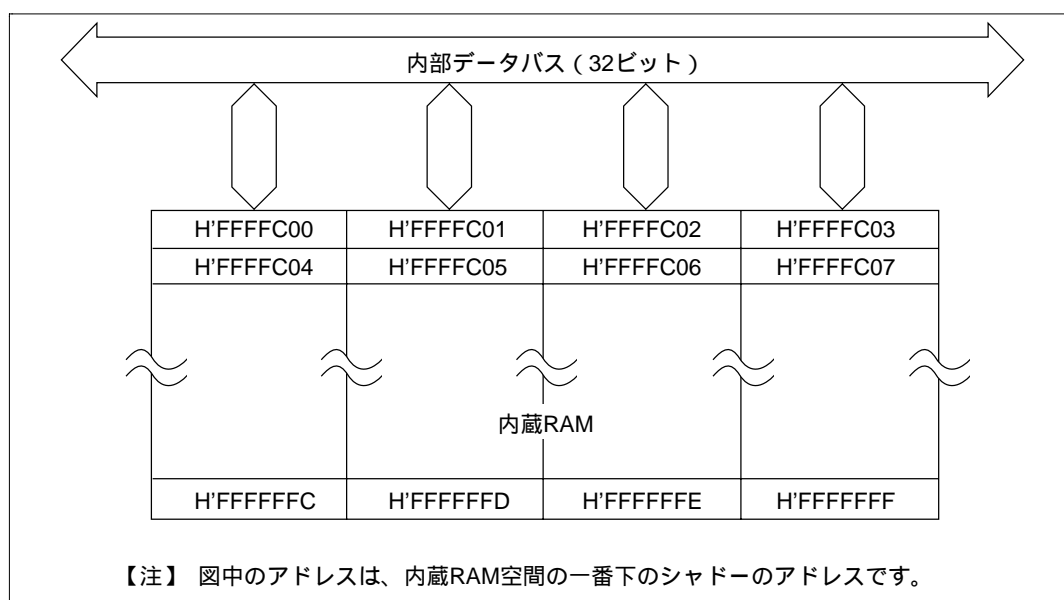 内部データバス（32ビット）
H'FFFFC00 H'FFFFC01 H'FFFFC02 H'FFFFC03
H'FFFFC04 H'FFFFC05 H'FFFFC06 H'FFFFC07
内蔵RAM
H'FFFFFFC H'FFFFFFD H'FFFFFFE H'FFFFFFF
【注】 図中のアドレスは、内蔵RAM空間の一番下のシャドーのアドレスです。